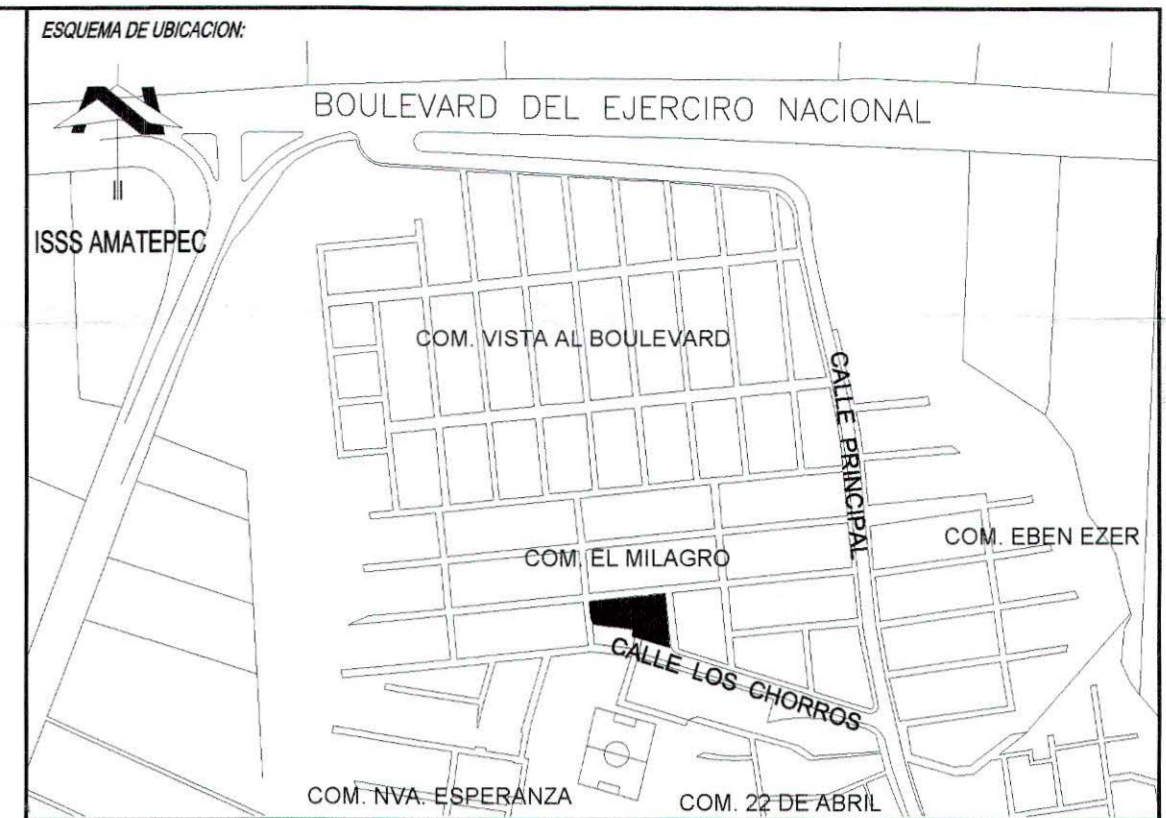 ESQUEMA DE UBICACION:
BOULEVARD DEL EJERCIRO NACIONAL
ISSS AMATEPEC
COM. VISTA AL BOULEVARD
CALLE PRINCIPAL
COM. EL MILAGRO
COM. EBEN EZER
CALLE LOS CHORROS
COM. NVA. ESPERANZA
COM. 22 DE ABRIL